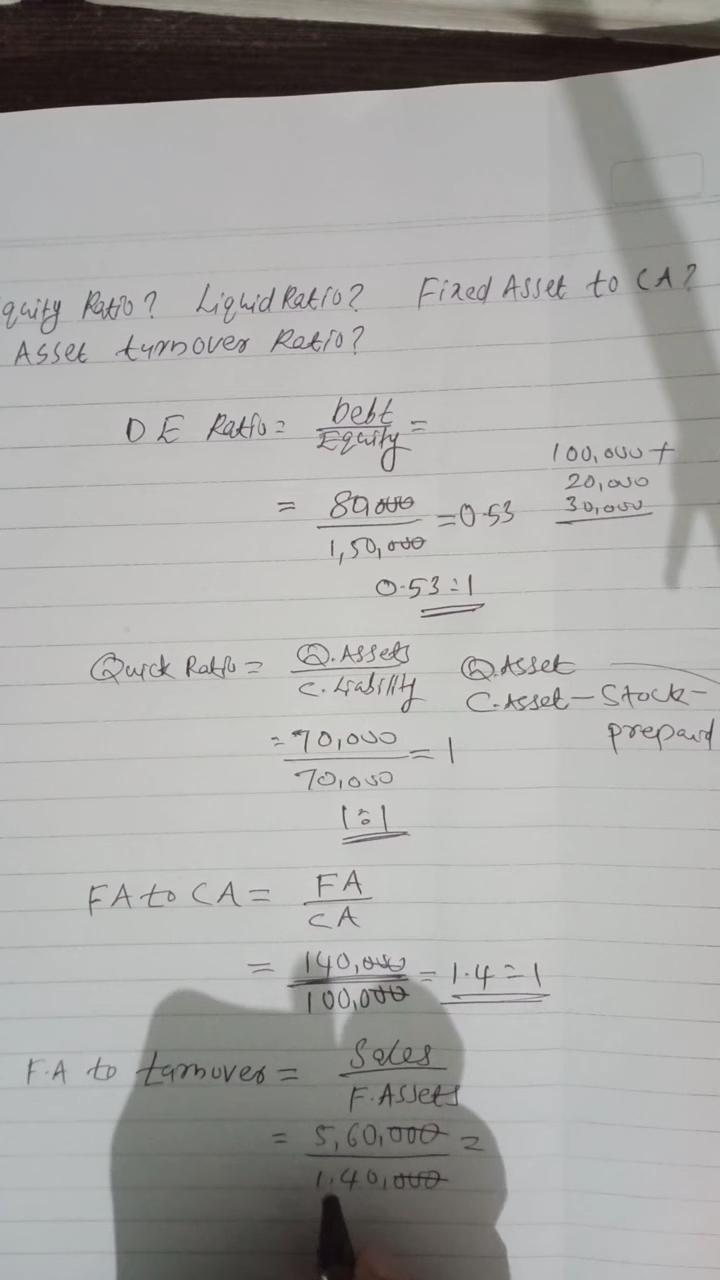 quity Ratio? Liquid Ratio? Fixed Asset to CA?
Asset turnover Ratio?
D E Ratio = Debt / Equity =
100,000 +
20,000
30,000
= 80,000 / 1,50,000 = 0.53
0.53:1
Quick Ratio = Q.Assets / C.Liability
Q.Asset
C.Asset - Stock -
prepaid
= 70,000 / 70,000 = 1
1:1
FA to CA = FA / CA
= 140,000 / 100,000 = 1.4:1
F.A to turnover = Sales / F.Assets
= 5,60,000 / 1,40,000 =